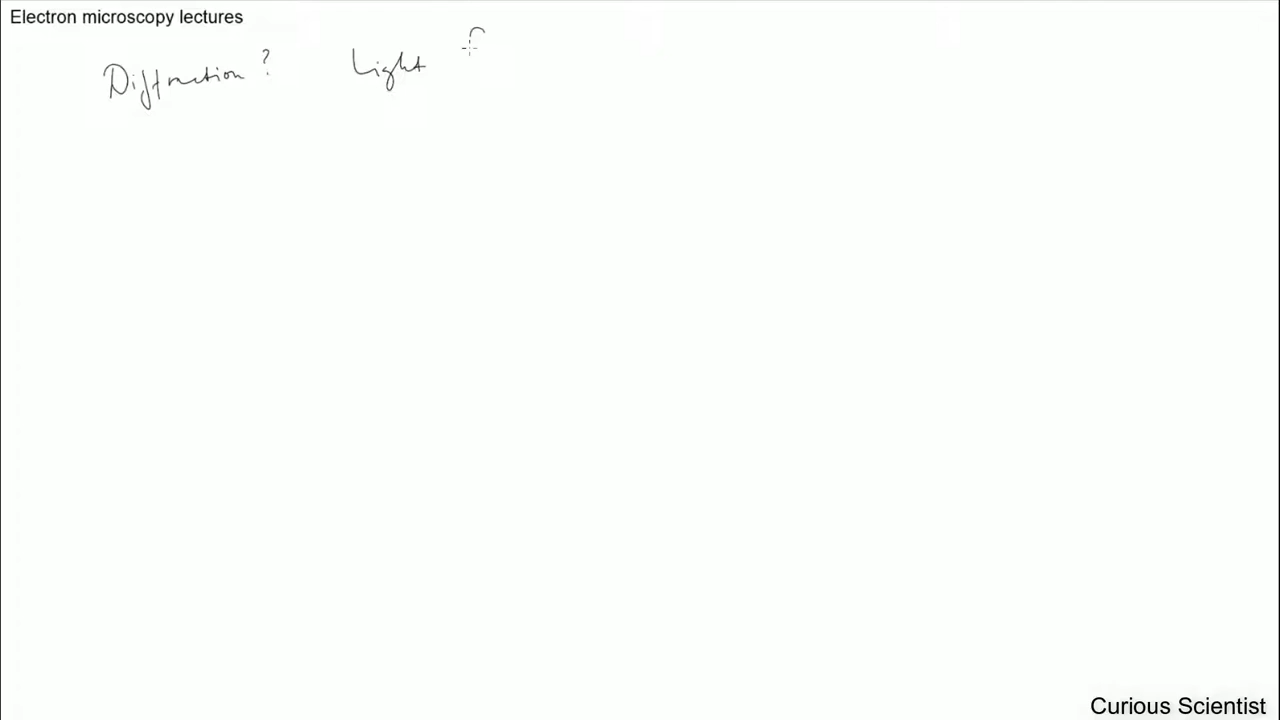 Electron microscopy lectures
Diffraction? Light
Curious Scientist